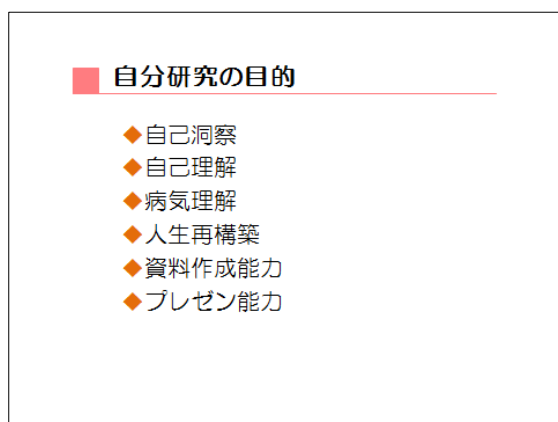 自分研究の目的
◆自己洞察
◆自己理解
◆病気理解
◆人生再構築
◆資料作成能力
◆プレゼン能力